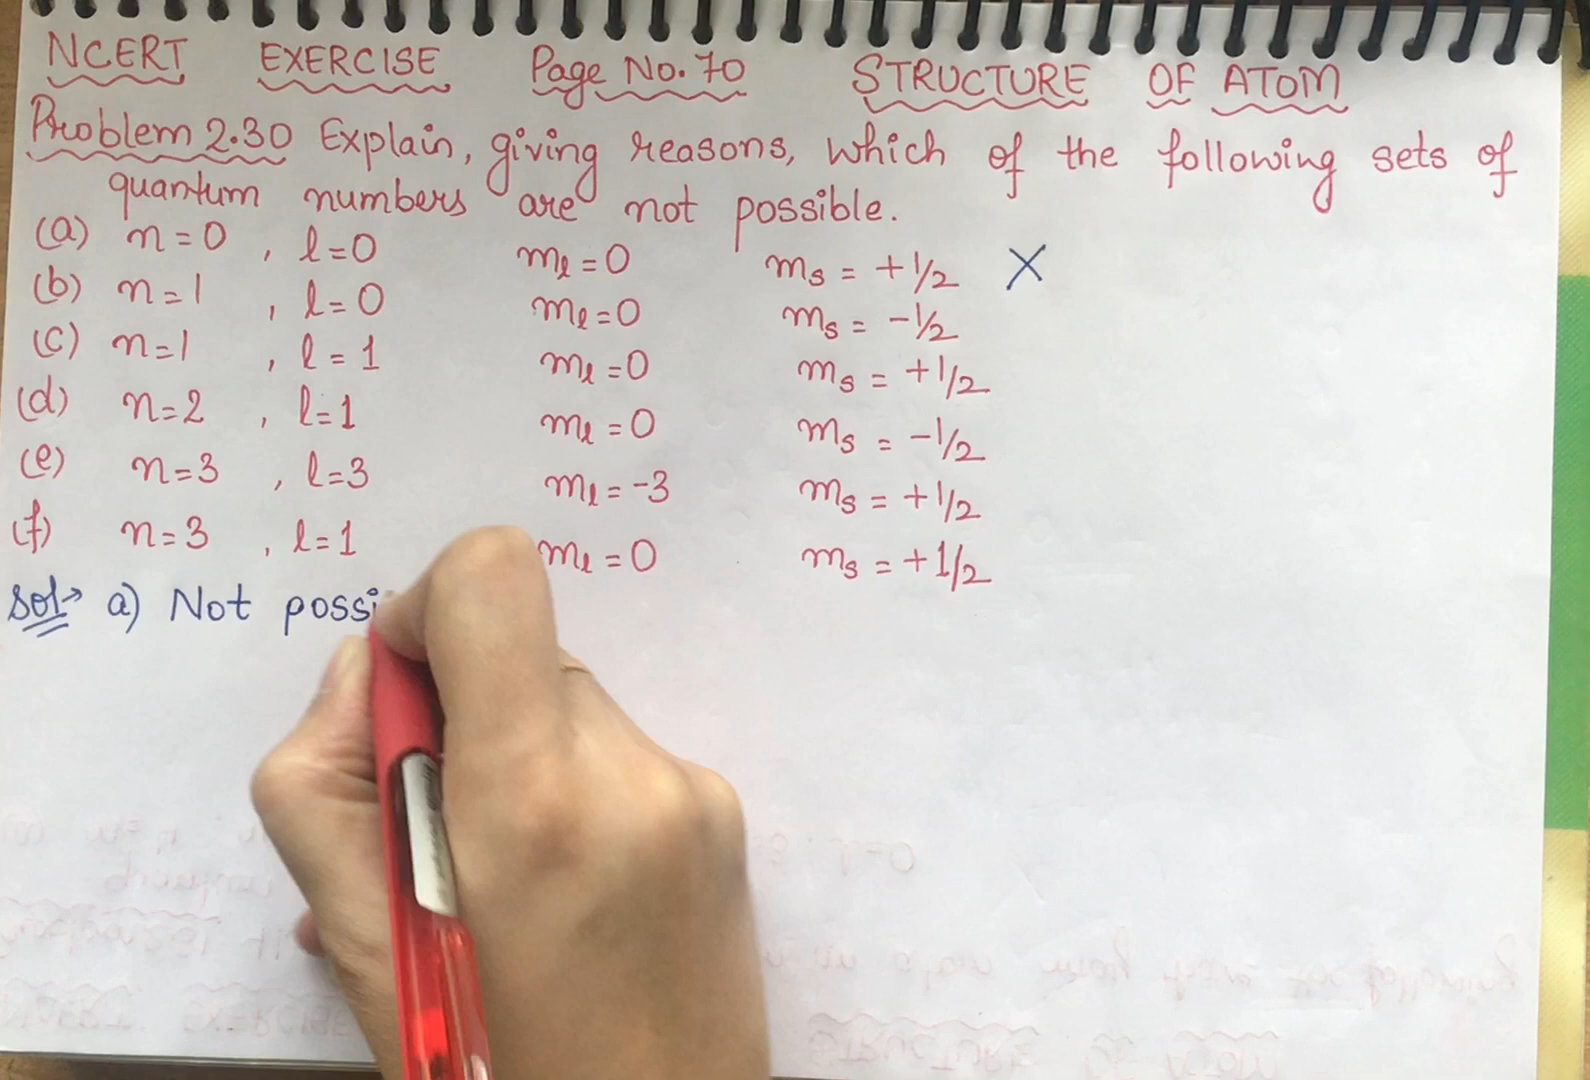 NCERT EXERCISE Page No. 70 STRUCTURE OF ATOM
Problem 2.30 Explain, giving reasons, which of the following sets of
quantum numbers are not possible.
(a) n=0 , l=0 ml=0 ms = +1/2 X
(b) n=1 , l=0 ml=0 ms = -1/2
(c) n=1 , l=1 ml=0 ms = +1/2
(d) n=2 , l=1 ml=0 ms = -1/2
(e) n=3 , l=3 ml=-3 ms = +1/2
(f) n=3 , l=1 ml=0 ms = +1/2
Sol→ a) Not possi